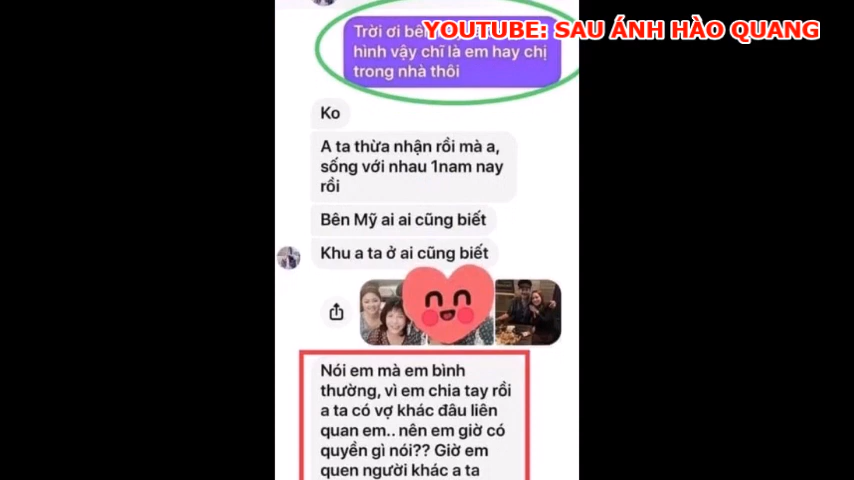 YOUTUBE: SAU ÁNH HÀO QUANG
Trời ơi
hình vậy chĩ là em hay chị
trong nhà thôi
Ko
A ta thừa nhận rồi mà a,
sống với nhau 1nam nay
rồi
Bên Mỹ ai ai cũng biết
Khu a ta ở ai cũng biết
Nói em mà em bình
thường, vì em chia tay rồi
a ta có vợ khác đâu liên
quan em.. nên em giờ có
quyền gì nói?? Giờ em
quen người khác a ta